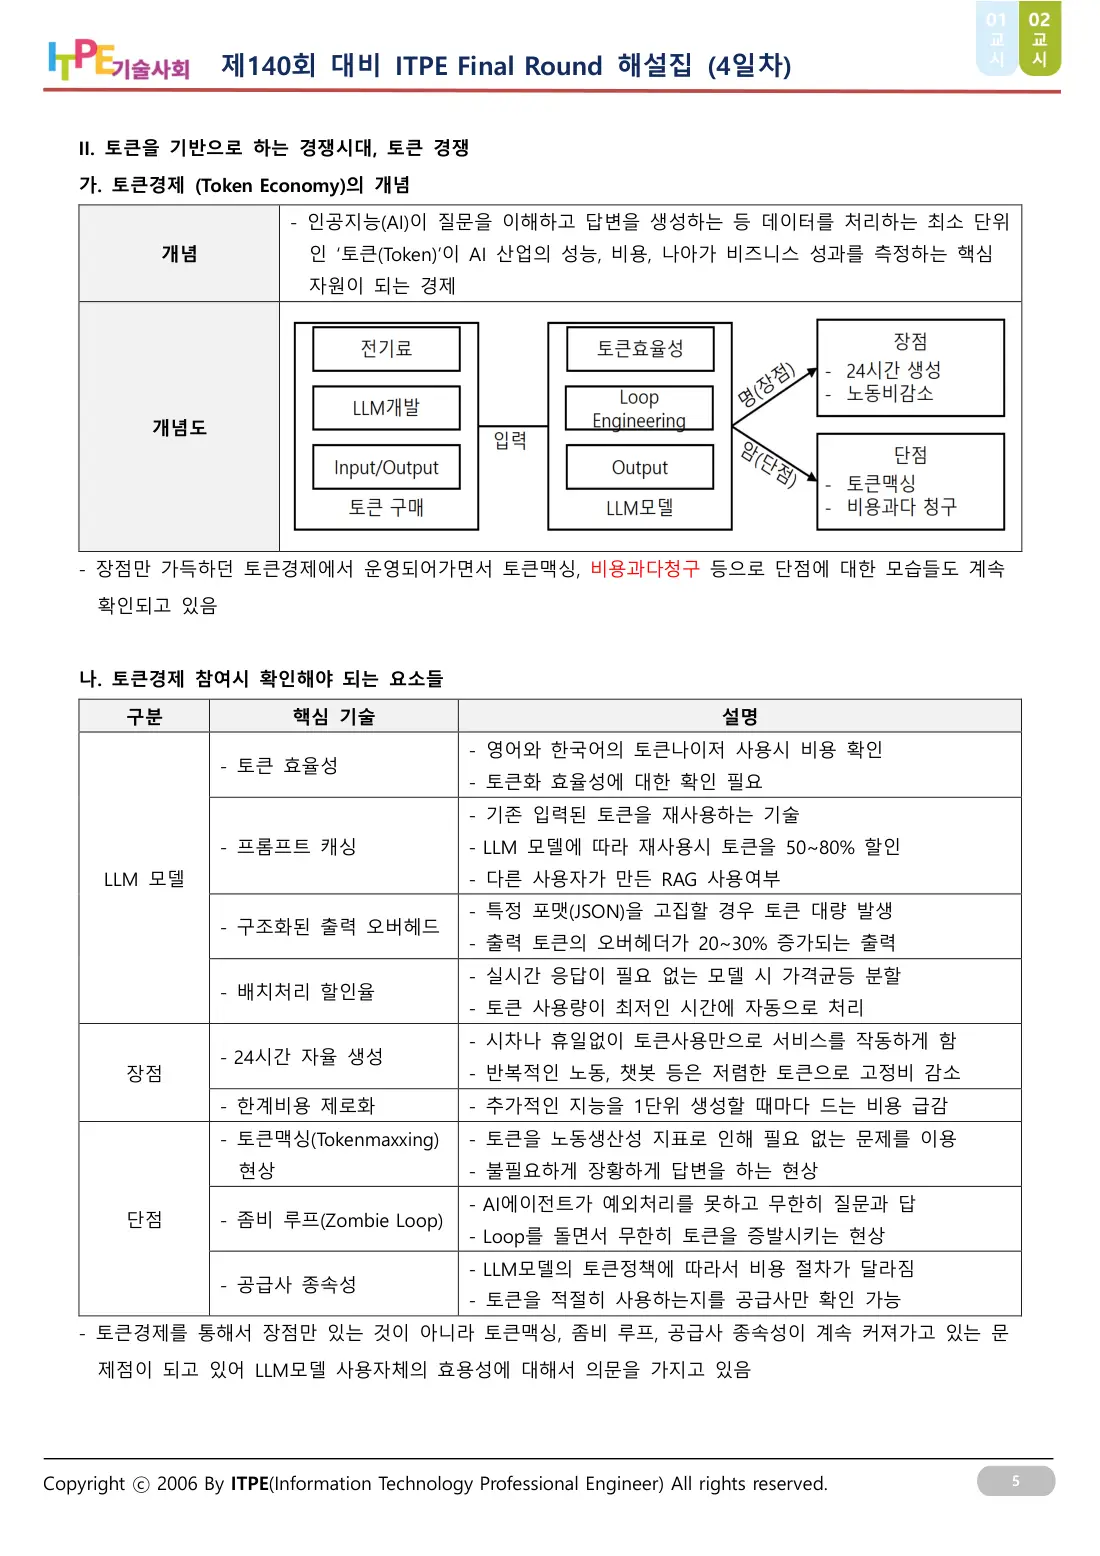 01
교
시
02
교
시
ITPE기술사회 제140회 대비 ITPE Final Round 해설집 (4일차)
II. 토큰을 기반으로 하는 경쟁시대, 토큰 경쟁
가. 토큰경제 (Token Economy)의 개념
개념
- 인공지능(AI)이 질문을 이해하고 답변을 생성하는 등 데이터를 처리하는 최소 단위
인 ‘토큰(Token)’이 AI 산업의 성능, 비용, 나아가 비즈니스 성과를 측정하는 핵심
자원이 되는 경제
개념도
전기료
LLM개발
Input/Output
토큰 구매
입력
토큰효율성
Loop
Engineering
Output
LLM모델
명(장점)
암(단점)
장점
- 24시간 생성
- 노동비감소
단점
- 토큰맥싱
- 비용과다 청구
- 장점만 가득하던 토큰경제에서 운영되어가면서 토큰맥싱, 비용과다청구 등으로 단점에 대한 모습들도 계속
확인되고 있음
나. 토큰경제 참여시 확인해야 되는 요소들
구분 핵심 기술 설명
LLM 모델
- 토큰 효율성
- 영어와 한국어의 토큰나이저 사용시 비용 확인
- 토큰화 효율성에 대한 확인 필요
- 프롬프트 캐싱
- 기존 입력된 토큰을 재사용하는 기술
- LLM 모델에 따라 재사용시 토큰을 50~80% 할인
- 다른 사용자가 만든 RAG 사용여부
- 구조화된 출력 오버헤드
- 특정 포맷(JSON)을 고집할 경우 토큰 대량 발생
- 출력 토큰의 오버헤더가 20~30% 증가되는 출력
- 배치처리 할인율
- 실시간 응답이 필요 없는 모델 시 가격균등 분할
- 토큰 사용량이 최저인 시간에 자동으로 처리
장점
- 24시간 자율 생성
- 시차나 휴일없이 토큰사용만으로 서비스를 작동하게 함
- 반복적인 노동, 챗봇 등은 저렴한 토큰으로 고정비 감소
- 한계비용 제로화
- 추가적인 지능을 1단위 생성할 때마다 드는 비용 급감
단점
- 토큰맥싱(Tokenmaxxing)
현상
- 토큰을 노동생산성 지표로 인해 필요 없는 문제를 이용
- 불필요하게 장황하게 답변을 하는 현상
- 좀비 루프(Zombie Loop)
- AI에이전트가 예외처리를 못하고 무한히 질문과 답
- Loop를 돌면서 무한히 토큰을 증발시키는 현상
- 공급사 종속성
- LLM모델의 토큰정책에 따라서 비용 절차가 달라짐
- 토큰을 적절히 사용하는지를 공급사만 확인 가능
- 토큰경제를 통해서 장점만 있는 것이 아니라 토큰맥싱, 좀비 루프, 공급사 종속성이 계속 커져가고 있는 문
제점이 되고 있어 LLM모델 사용자체의 효용성에 대해서 의문을 가지고 있음
Copyright ⓒ 2006 By ITPE(Information Technology Professional Engineer) All rights reserved.
5